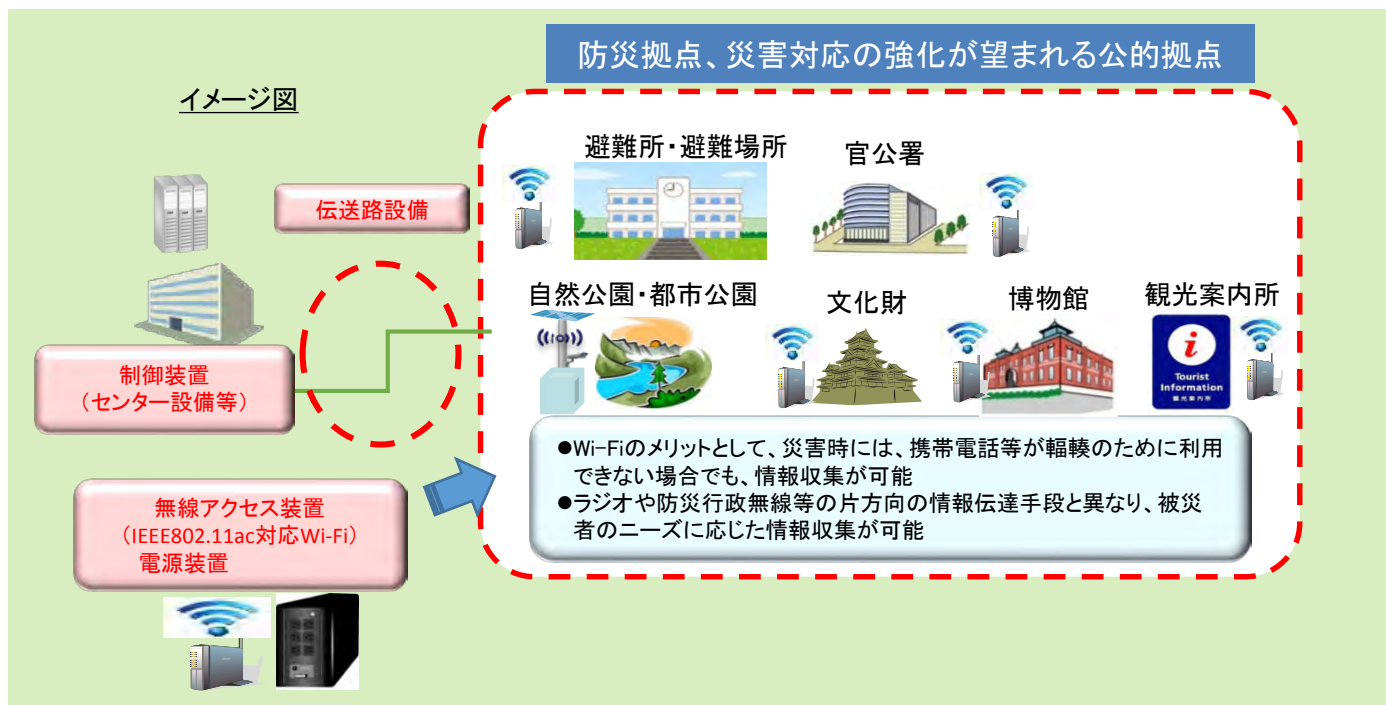 防災拠点、災害対応の強化が望まれる公的拠点
イメージ図
伝送路設備
制御装置
(センター設備等)
無線アクセス装置
(IEEE802.11ac対応Wi-Fi)
電源装置
避難所・避難場所
官公署
自然公園・都市公園
文化財
博物館
観光案内所
i
Tourist
Information
観光案内所
●Wi-Fiのメリットとして、災害時には、携帯電話等が輻輳のために利用
できない場合でも、情報収集が可能
●ラジオや防災行政無線等の片方向の情報伝達手段と異なり、被災
者のニーズに応じた情報収集が可能